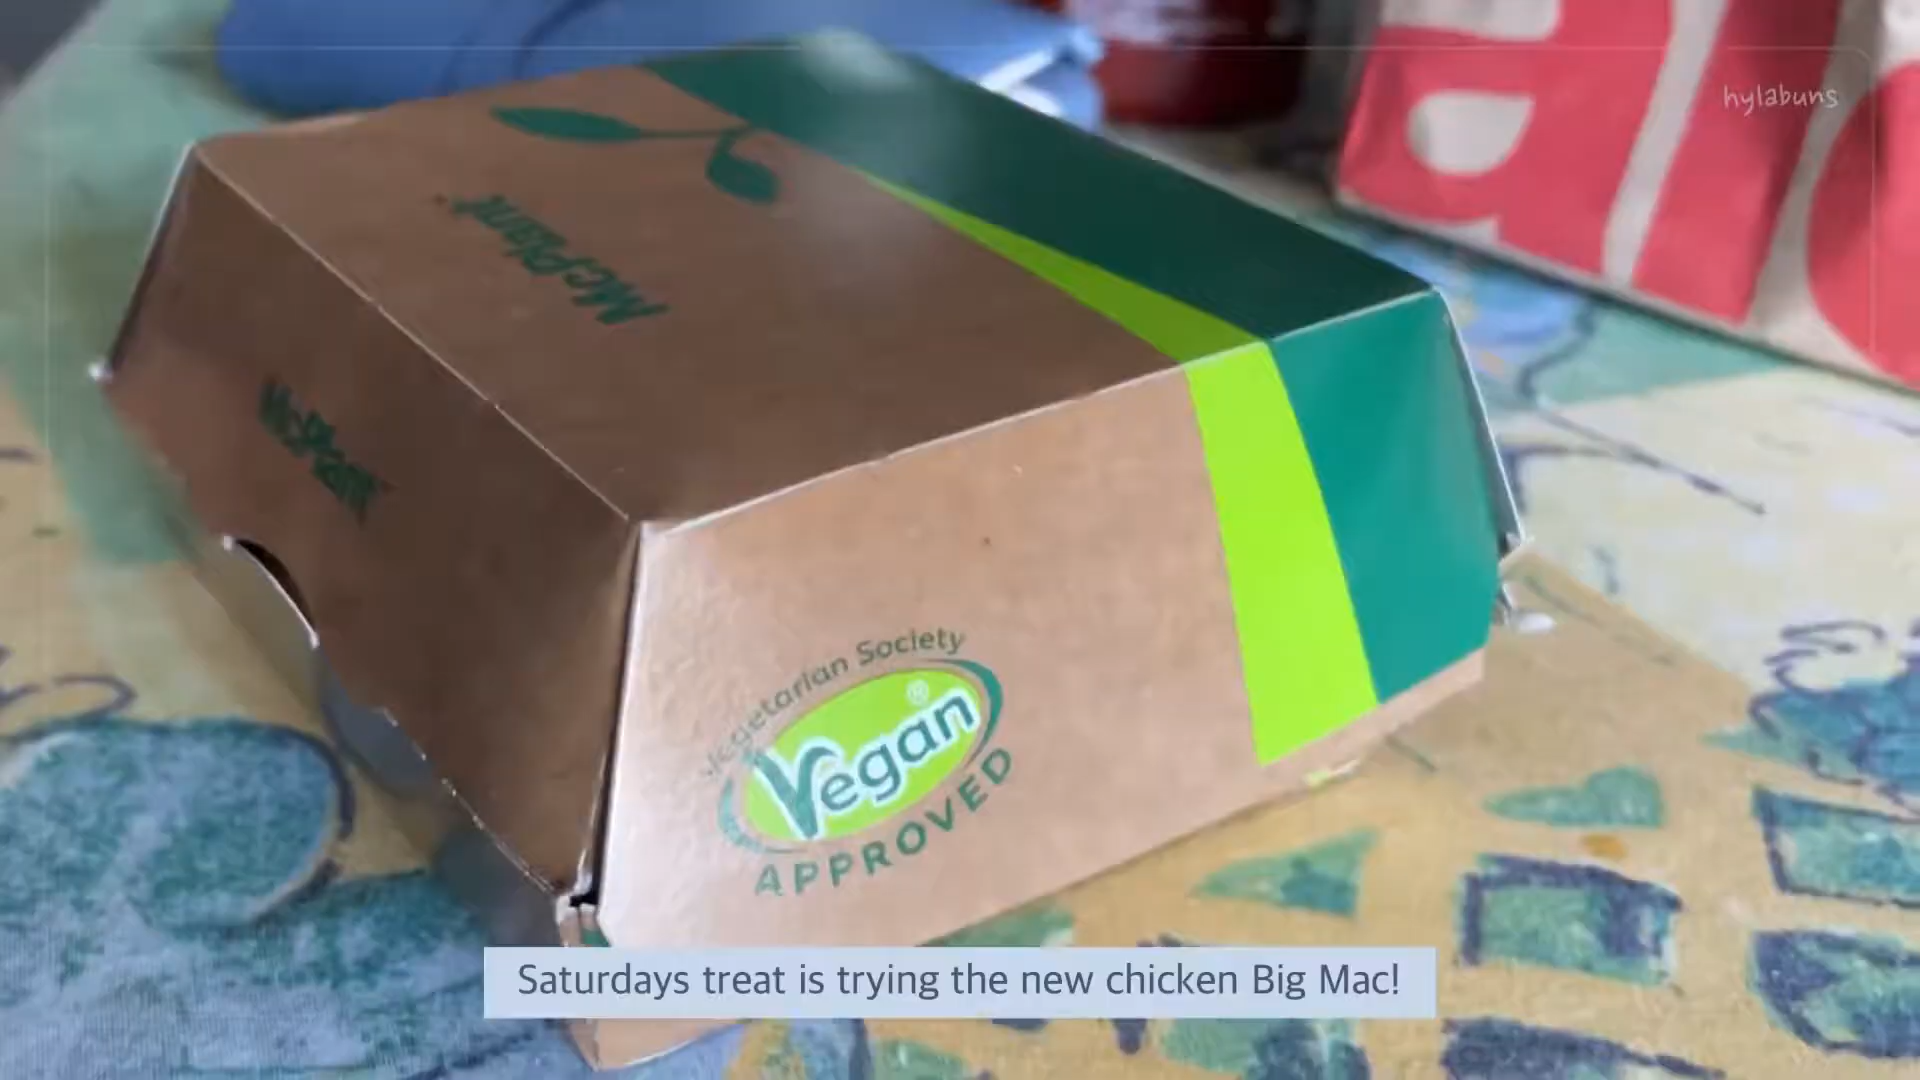 hylabuns
McPlant
McPlant
Vegetarian Society
Vegan®
APPROVED
Saturdays treat is trying the new chicken Big Mac!